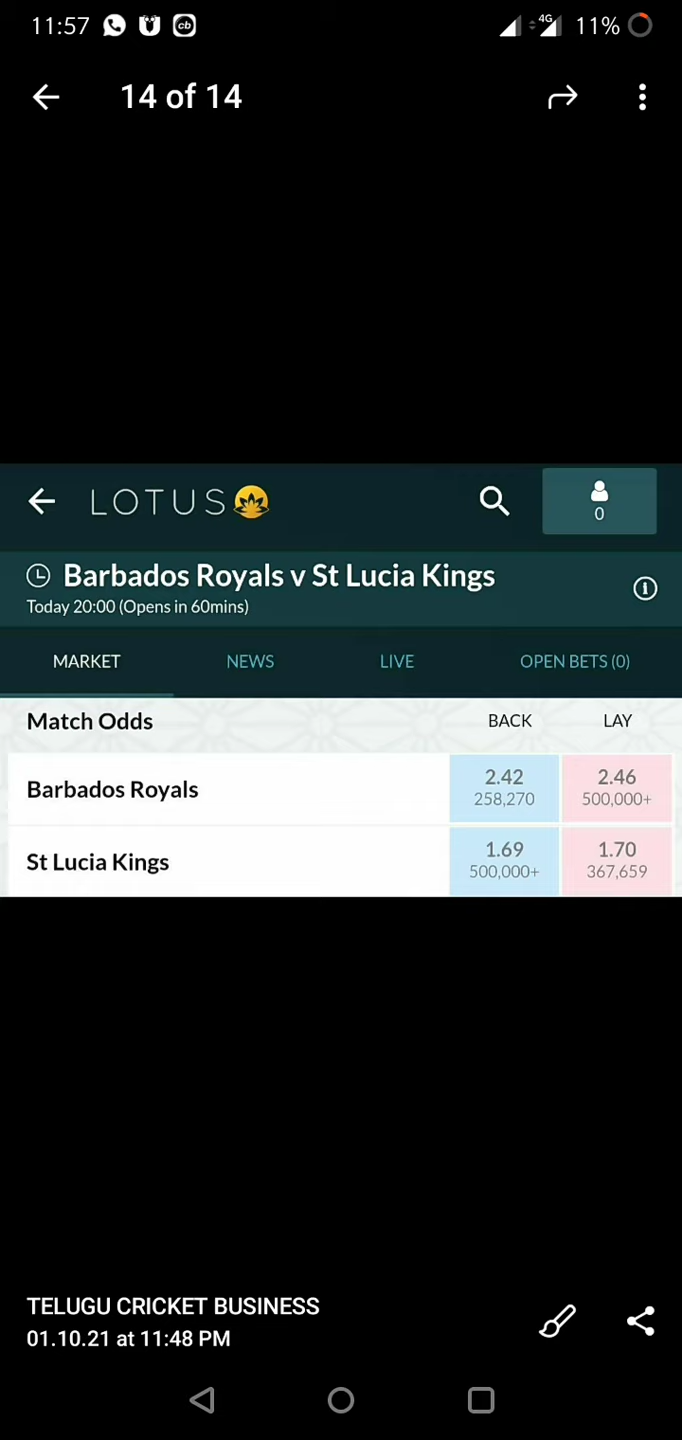 11:57 cb 4G 11%
14 of 14
LOTUS 0
Barbados Royals v St Lucia Kings
Today 20:00 (Opens in 60mins)
MARKET NEWS LIVE OPEN BETS (0)
Match Odds BACK LAY
Barbados Royals 2.42 2.46
258,270 500,000+
St Lucia Kings 1.69 1.70
500,000+ 367,659
TELUGU CRICKET BUSINESS
01.10.21 at 11:48 PM